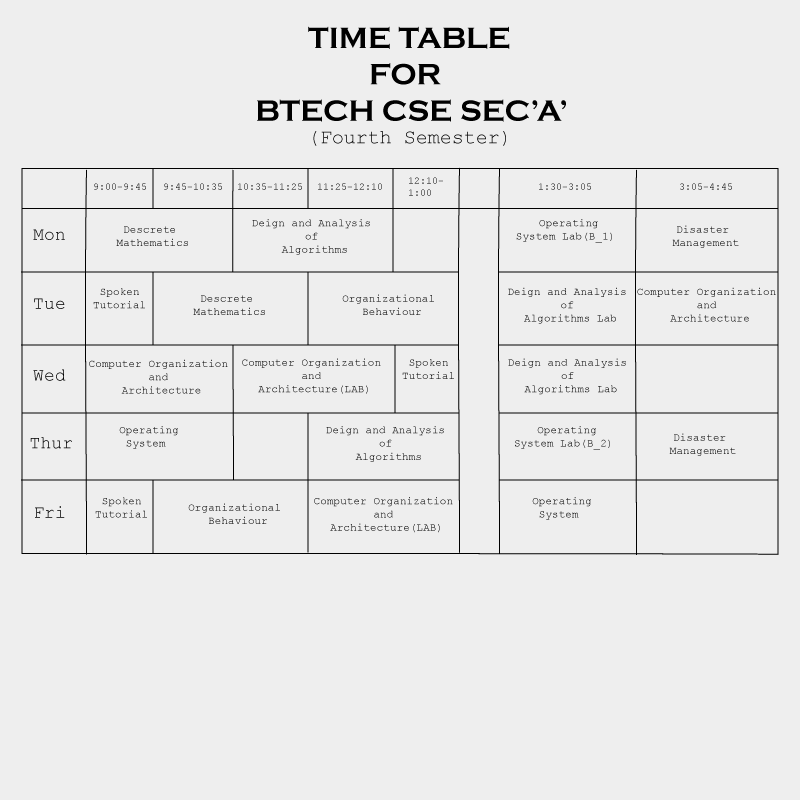 TIME TABLE
FOR
BTECH CSE SEC’A’
(Fourth Semester)
9:00-9:45 9:45-10:35 10:35-11:25 11:25-12:10 12:10-
1:00 1:30-3:05 3:05-4:45
Mon
Descrete
Mathematics
Deign and Analysis
of
Algorithms
Operating
System Lab(B_1)
Disaster
Management
Tue
Spoken
Tutorial
Descrete
Mathematics
Organizational
Behaviour
Deign and Analysis
of
Algorithms Lab
Computer Organization
and
Architecture
Wed
Computer Organization
and
Architecture
Computer Organization
and
Architecture(LAB)
Spoken
Tutorial
Deign and Analysis
of
Algorithms Lab
Thur
Operating
System
Deign and Analysis
of
Algorithms
Operating
System Lab(B_2)
Disaster
Management
Fri
Spoken
Tutorial
Organizational
Behaviour
Computer Organization
and
Architecture(LAB)
Operating
System